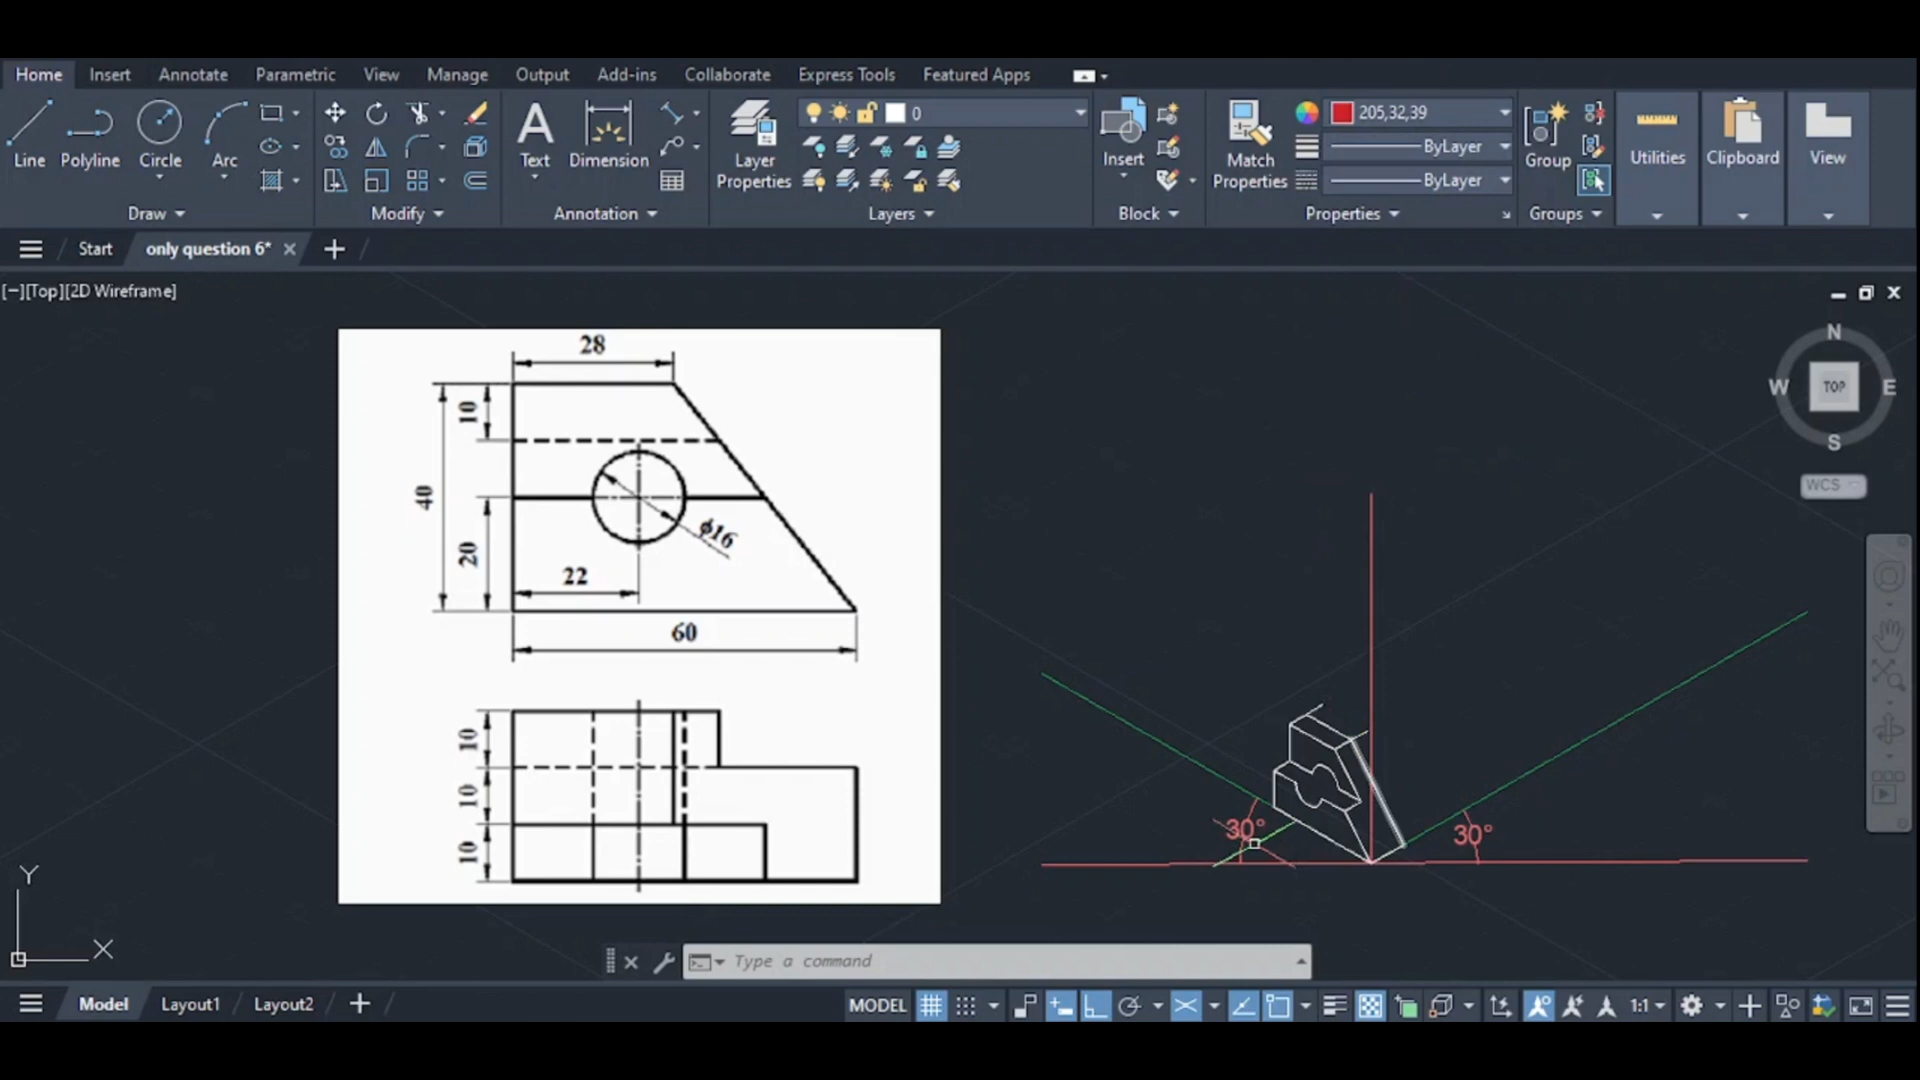 Home Insert Annotate Parametric View Manage Output Add-ins Collaborate Express Tools Featured Apps
0
205,32,39
ByLayer
ByLayer
Line Polyline Circle Arc
Text Dimension
Layer Properties
Insert
Match Properties
Group
Utilities Clipboard View
Draw Modify Annotation Layers Block Properties Groups
Start only question 6*
[−][Top][2D Wireframe]
N
W TOP E
S
WCS
28
10
40
ϕ16
20
22
60
10
10
10
30°
30°
Y
X
Type a command
Model Layout1 Layout2
MODEL 1:1